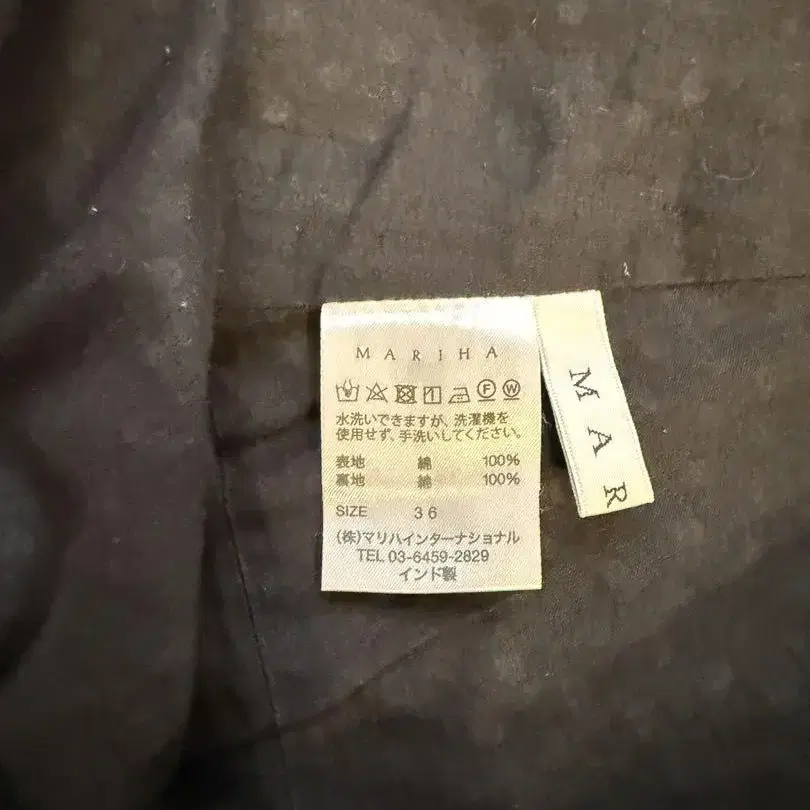 MARIHA
水洗いできますが、洗濯機を
使用せず、手洗いしてください。
表地 綿 100%
裏地 綿 100%
SIZE 36
(株)マリハインターナショナル
TEL 03-6459-2829
インド製
MAR